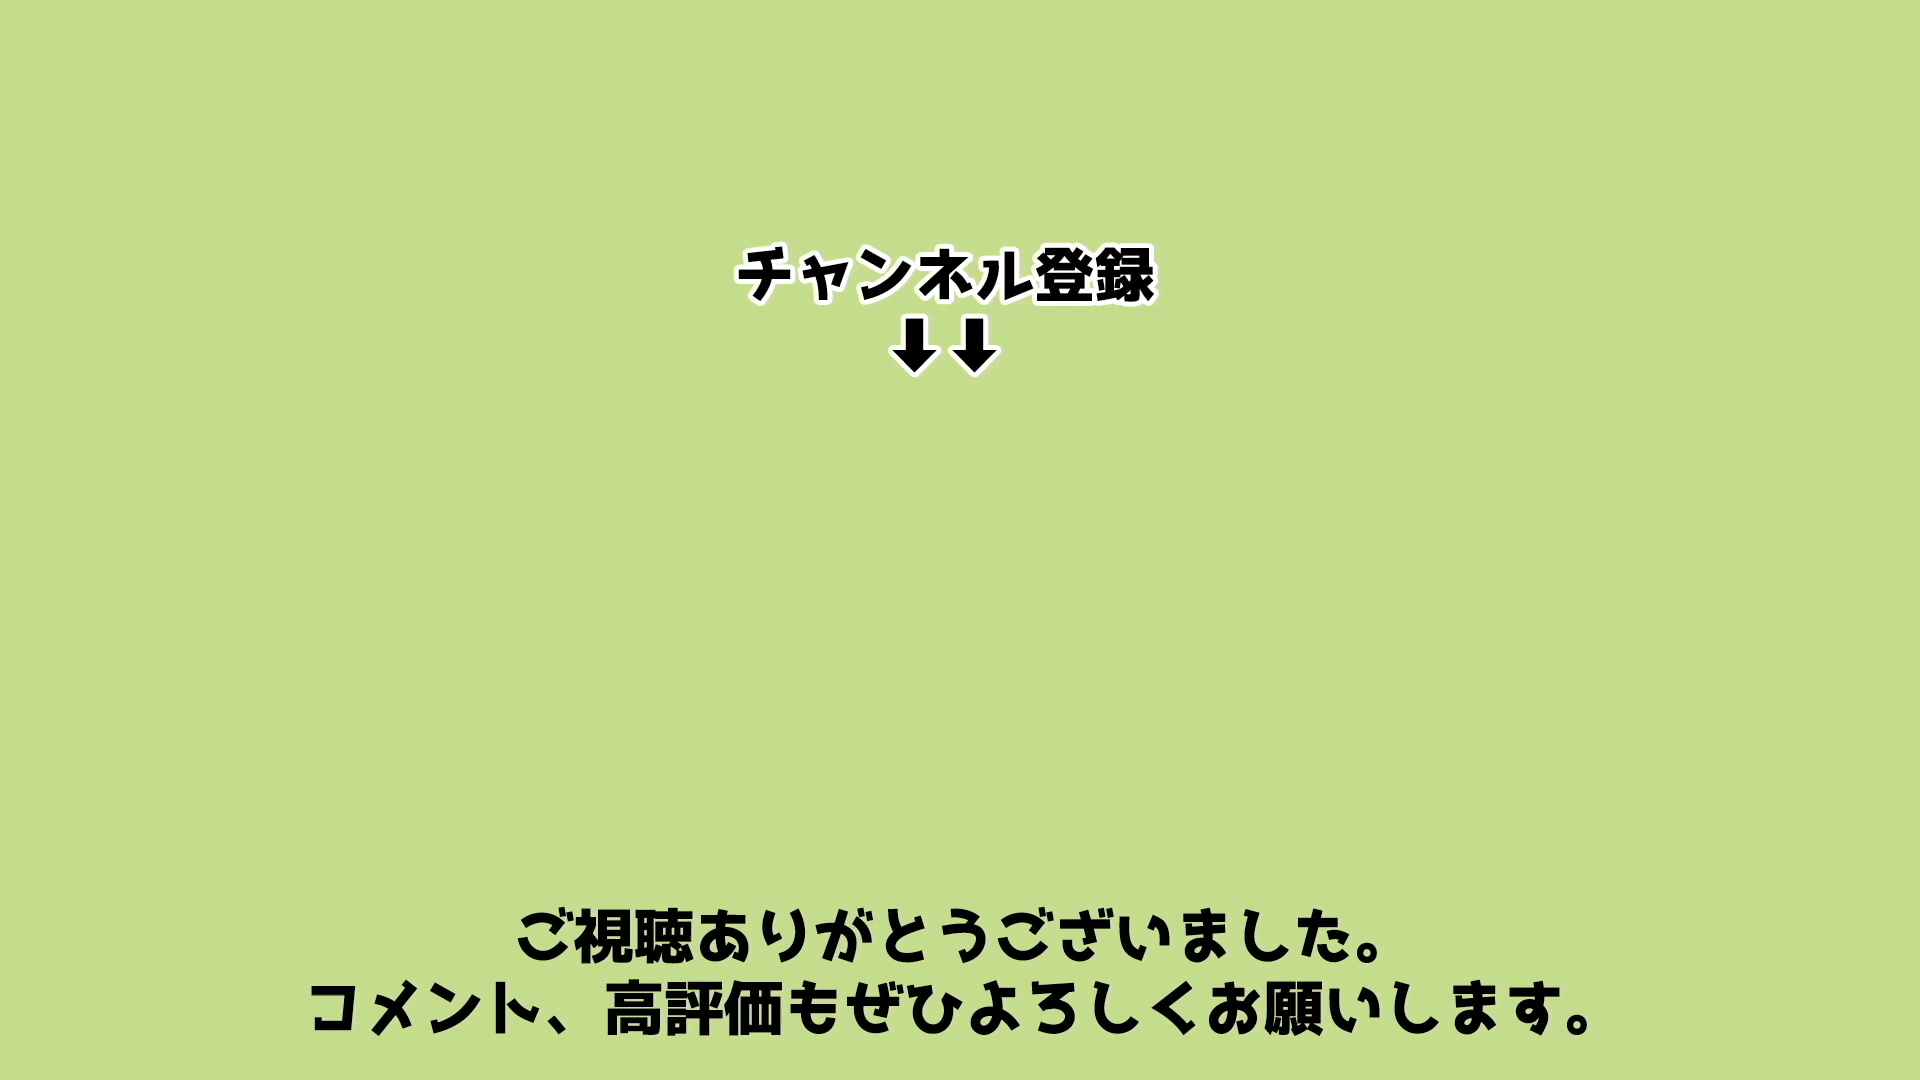 チャンネル登録
⬇⬇
ご視聴ありがとうございました。
コメント、高評価もぜひよろしくお願いします。